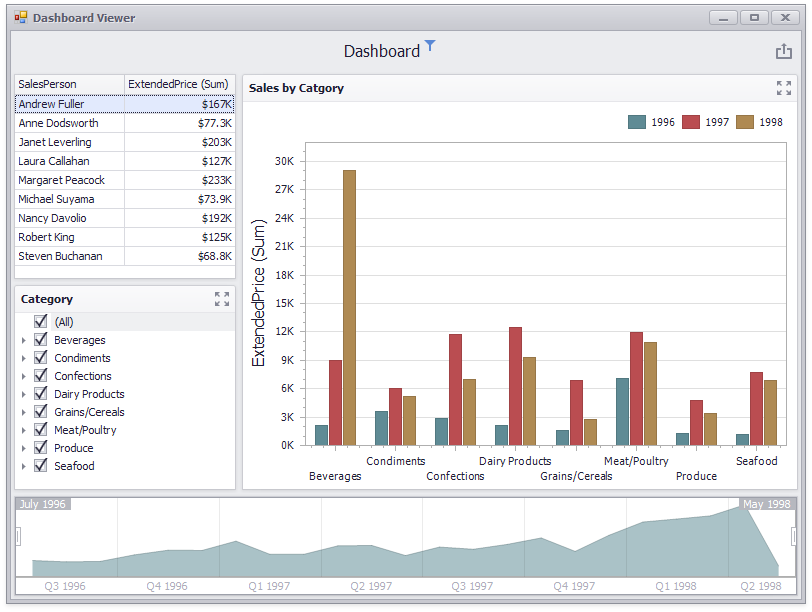 Dashboard Viewer
Dashboard
SalesPerson ExtendedPrice (Sum)
Andrew Fuller $167K
Anne Dodsworth $77.3K
Janet Leverling $203K
Laura Callahan $127K
Margaret Peacock $233K
Michael Suyama $73.9K
Nancy Davolio $192K
Robert King $125K
Steven Buchanan $68.8K
Category
(All)
Beverages
Condiments
Confections
Dairy Products
Grains/Cereals
Meat/Poultry
Produce
Seafood
Sales by Catgory
1996 1997 1998
ExtendedPrice (Sum)
30K
27K
24K
21K
18K
15K
12K
9K
6K
3K
0K
Condiments Dairy Products Meat/Poultry Seafood
Beverages Confections Grains/Cereals Produce
July 1996 May 1998
Q3 1996 Q4 1996 Q1 1997 Q2 1997 Q3 1997 Q4 1997 Q1 1998 Q2 1998